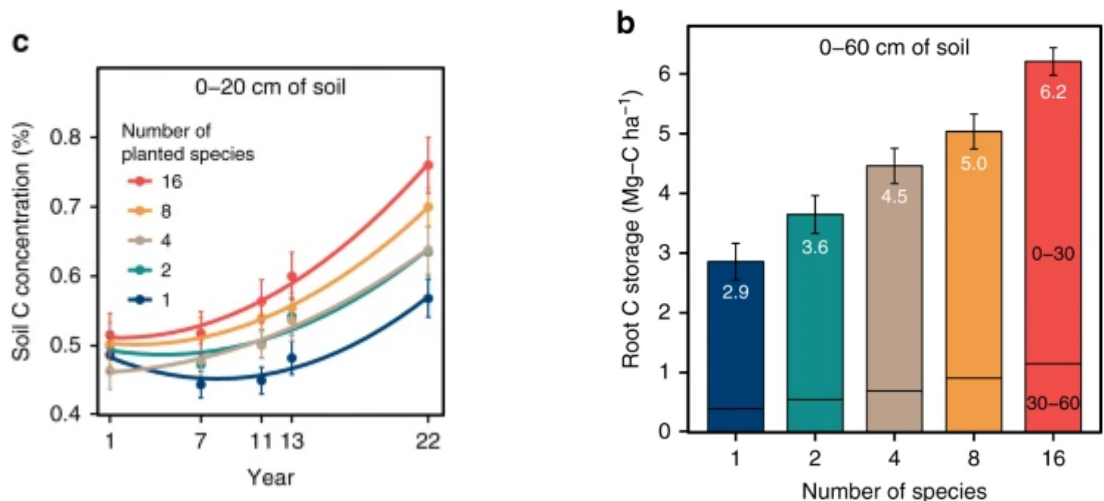 c
0–20 cm of soil
Number of
planted species
16
8
4
2
1
Soil C concentration (%)
0.8
0.7
0.6
0.5
0.4
1 7 11 13 22
Year
b
0–60 cm of soil
Root C storage (Mg–C ha⁻¹)
6
5
4
3
2
1
0
2.9
3.6
4.5
5.0
6.2
0–30
30–60
1 2 4 8 16
Number of species